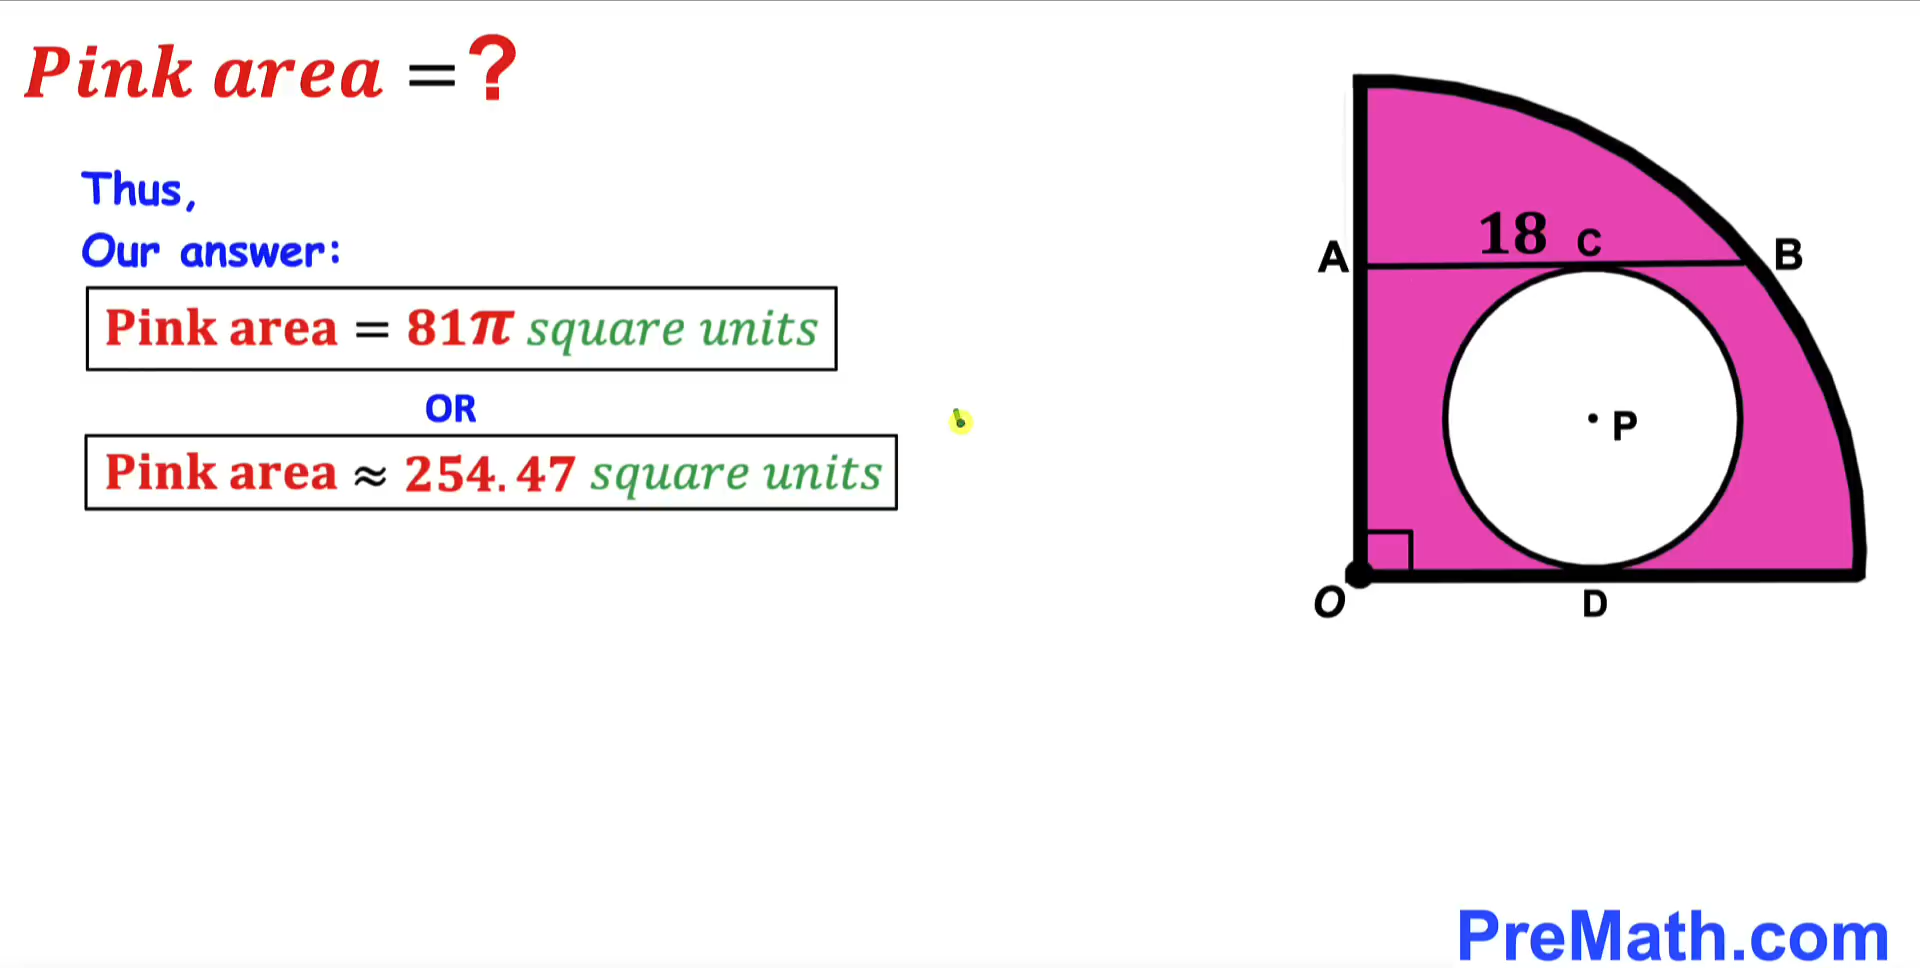 Pink area = ?
Thus,
Our answer:
Pink area = 81π square units
OR
Pink area ≈ 254.47 square units
18
C
A
B
P
O
D
PreMath.com